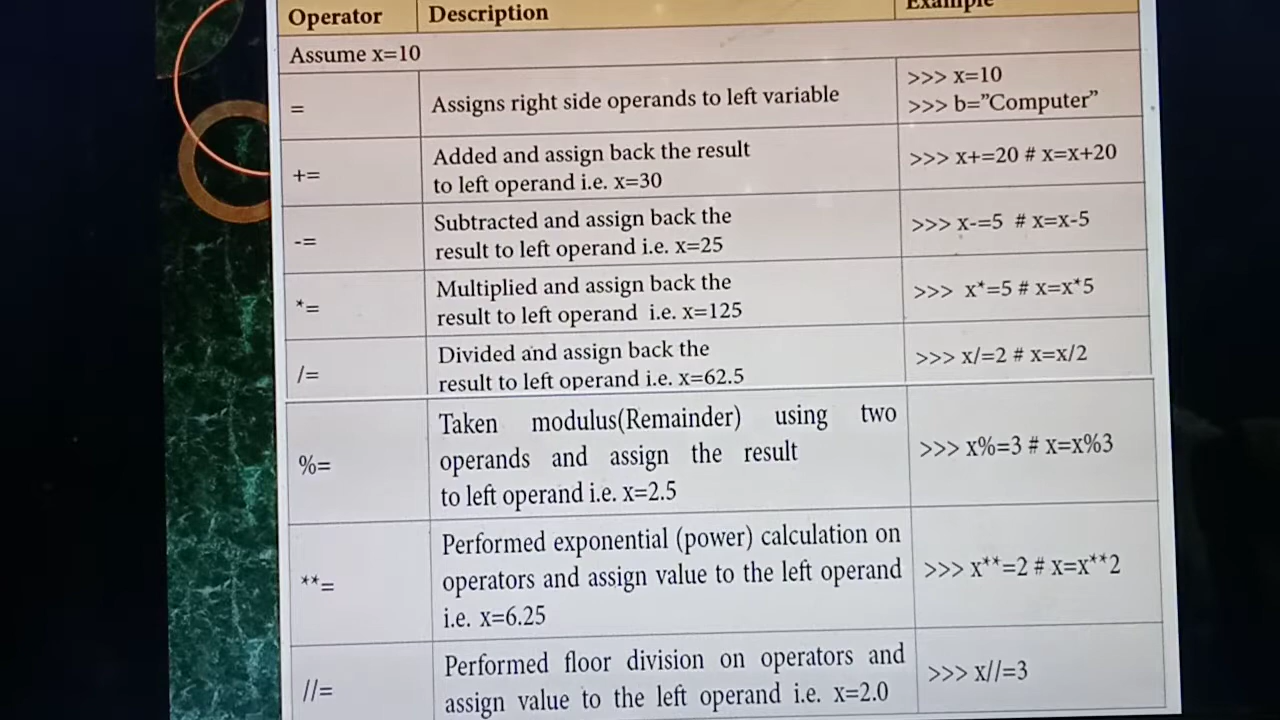 Operator Description Example
Assume x=10
= Assigns right side operands to left variable >>> x=10
>>> b="Computer"
+= Added and assign back the result
to left operand i.e. x=30 >>> x+=20 # x=x+20
-= Subtracted and assign back the
result to left operand i.e. x=25 >>> x-=5 # x=x-5
*= Multiplied and assign back the
result to left operand i.e. x=125 >>> x*=5 # x=x*5
/= Divided and assign back the
result to left operand i.e. x=62.5 >>> x/=2 # x=x/2
%= Taken modulus(Remainder) using two
operands and assign the result
to left operand i.e. x=2.5 >>> x%=3 # x=x%3
**= Performed exponential (power) calculation on
operators and assign value to the left operand
i.e. x=6.25 >>> x**=2 # x=x**2
//= Performed floor division on operators and
assign value to the left operand i.e. x=2.0 >>> x//=3